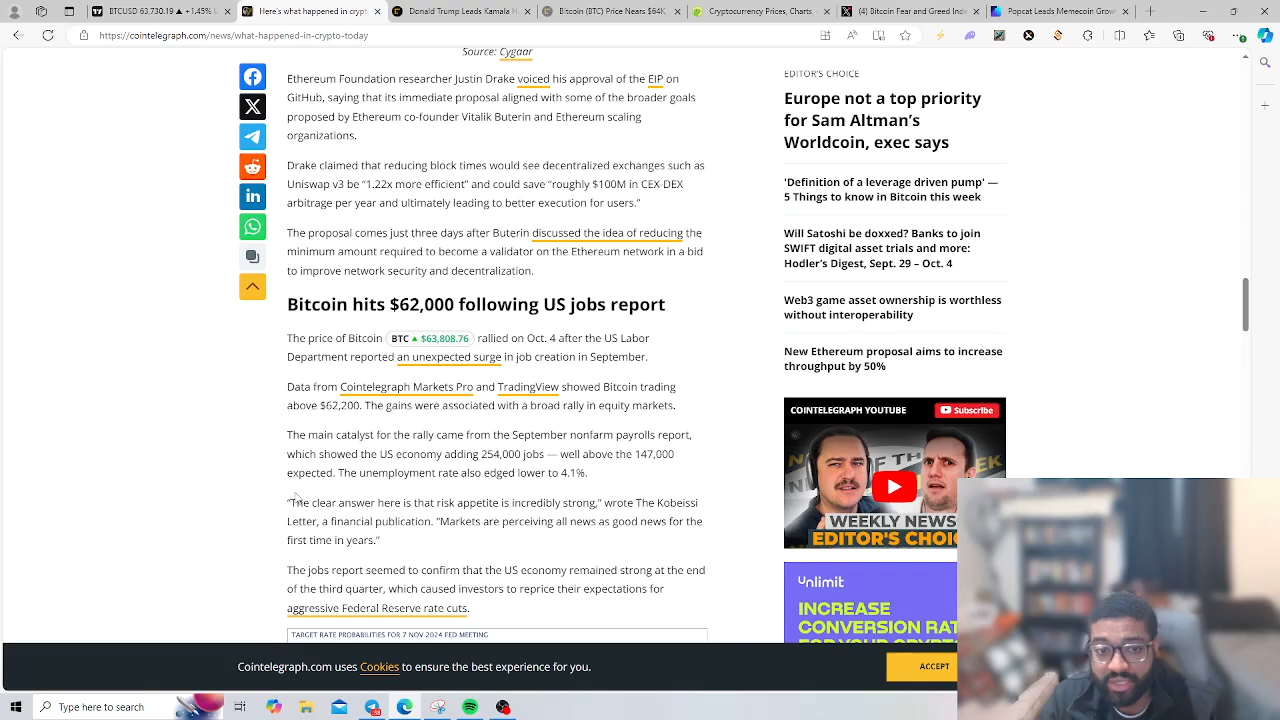 BTCUSD 63,730.19 ▲ +1.5% U
Here's what happened in crypt
Donald Trump Leads Kamala H
Bitcoin (BTC) Price Nears $64K
Cryptocurrency Prices, Charts
10 by Binance
Popcat Leads Memecoin Grow
https://cointelegraph.com/news/what-happened-in-crypto-today
Source: Cygaar
Ethereum Foundation researcher Justin Drake voiced his approval of the EIP on
GitHub, saying that its immediate proposal aligned with some of the broader goals
proposed by Ethereum co-founder Vitalik Buterin and Ethereum scaling
organizations.
Drake claimed that reducing block times would see decentralized exchanges such as
Uniswap v3 be “1.22x more efficient” and could save “roughly $100M in CEX-DEX
arbitrage per year and ultimately leading to better execution for users.”
The proposal comes just three days after Buterin discussed the idea of reducing the
minimum amount required to become a validator on the Ethereum network in a bid
to improve network security and decentralization.
Bitcoin hits $62,000 following US jobs report
The price of Bitcoin BTC ▲ $63,808.76 rallied on Oct. 4 after the US Labor
Department reported an unexpected surge in job creation in September.
Data from Cointelegraph Markets Pro and TradingView showed Bitcoin trading
above $62,200. The gains were associated with a broad rally in equity markets.
The main catalyst for the rally came from the September nonfarm payrolls report,
which showed the US economy adding 254,000 jobs — well above the 147,000
expected. The unemployment rate also edged lower to 4.1%.
“The clear answer here is that risk appetite is incredibly strong,” wrote The Kobeissi
Letter, a financial publication. “Markets are perceiving all news as good news for the
first time in years.”
The jobs report seemed to confirm that the US economy remained strong at the end
of the third quarter, which caused investors to reprice their expectations for
aggressive Federal Reserve rate cuts.
TARGET RATE PROBABILITIES FOR 7 NOV 2024 FED MEETING
EDITOR'S CHOICE
Europe not a top priority
for Sam Altman’s
Worldcoin, exec says
'Definition of a leverage driven pump' —
5 Things to know in Bitcoin this week
Will Satoshi be doxxed? Banks to join
SWIFT digital asset trials and more:
Hodler’s Digest, Sept. 29 – Oct. 4
Web3 game asset ownership is worthless
without interoperability
New Ethereum proposal aims to increase
throughput by 50%
COINTELEGRAPH YOUTUBE
Subscribe
WEEKLY NEWS
EDITOR'S CHOIC
Unlimit
INCREASE
CONVERSION RAT
Cointelegraph.com uses Cookies to ensure the best experience for you.
ACCEPT
Type here to search